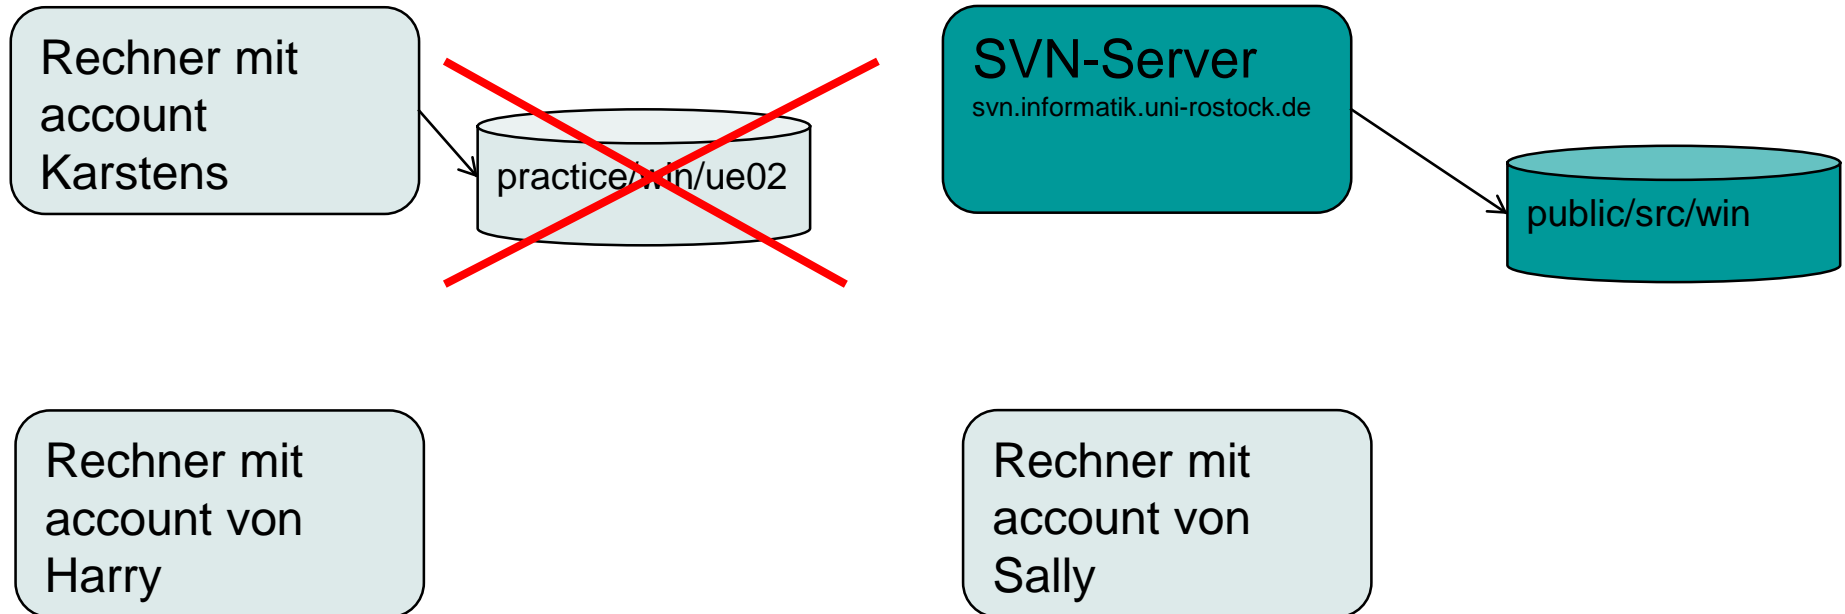 Rechner mit
account
Karstens
practice/win/ue02
SVN-Server
svn.informatik.uni-rostock.de
public/src/win
Rechner mit
account von
Harry
Rechner mit
account von
Sally